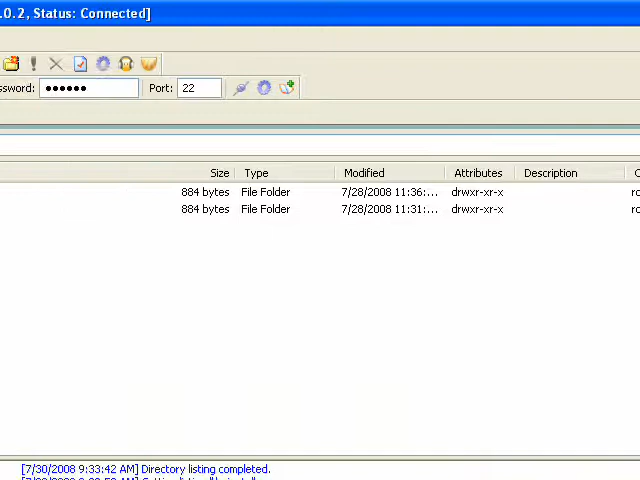 .0.2, Status: Connected]
ssword: ●●●●●● Port: 22
Size Type Modified Attributes Description
884 bytes File Folder 7/28/2008 11:36:... drwxr-xr-x
884 bytes File Folder 7/28/2008 11:31:... drwxr-xr-x
[7/30/2008 9:33:42 AM] Directory listing completed.